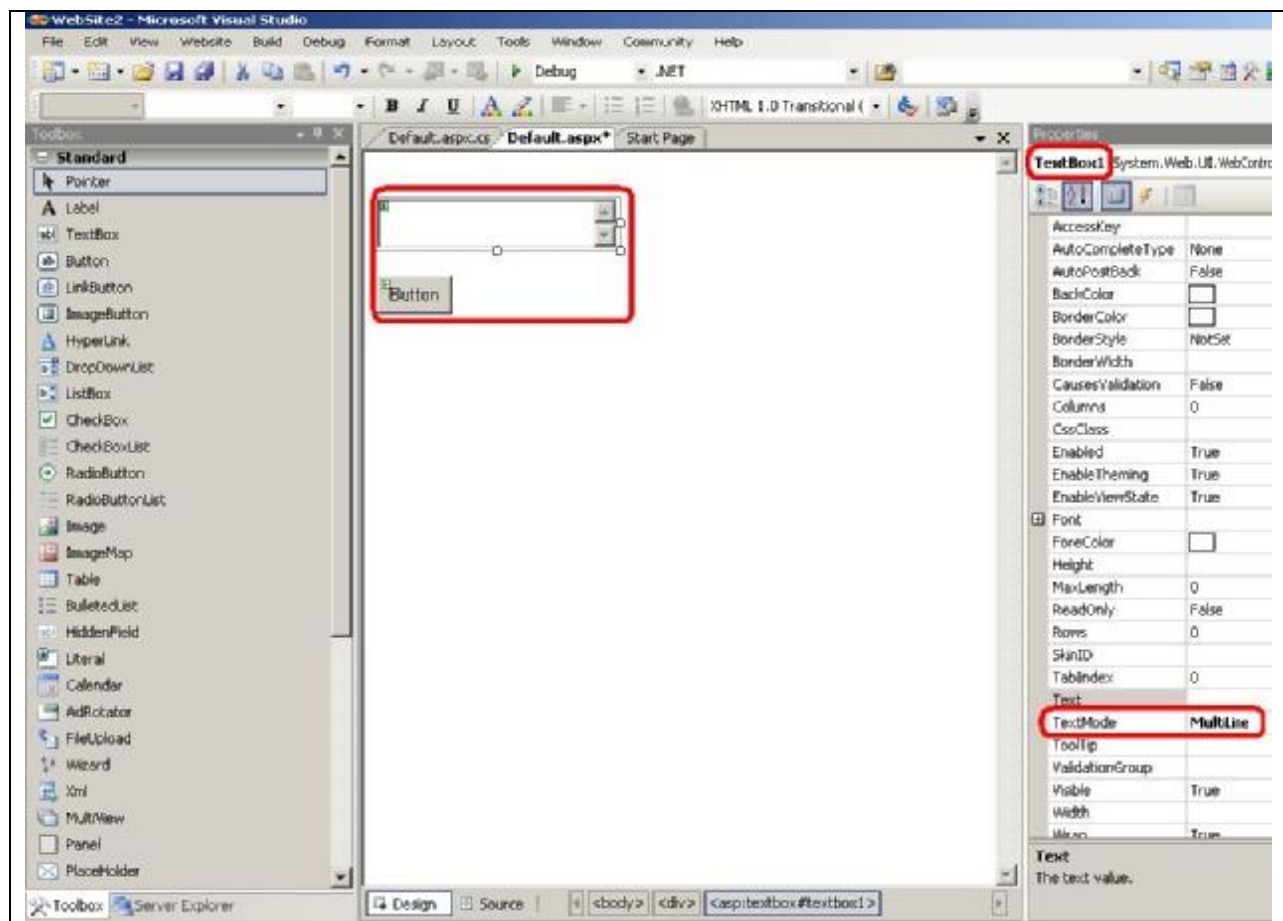 WebSite2 - Microsoft Visual Studio
File Edit View Website Build Debug Format Layout Tools Window Community Help
Debug .NET
B I U A XHTML 1.0 Transitional (
Toolbox
Standard
Pointer
Label
TextBox
Button
LinkButton
ImageButton
HyperLink
DropDownList
ListBox
CheckBox
CheckBoxList
RadioButton
RadioButtonList
Image
ImageMap
Table
BulletedList
HiddenField
Literal
Calendar
AdRotator
FileUpload
Wizard
Xml
MultiView
Panel
PlaceHolder
Toolbox Server Explorer
Default.aspx.cs Default.aspx* Start Page
Button
Design Source <body> <div> <asp:textbox#textbox1>
Properties
TextBox1 System.Web.UI.WebContro
AccessKey
AutoCompleteType None
AutoPostBack False
BackColor
BorderColor
BorderStyle NotSet
BorderWidth
CausesValidation False
Columns 0
CssClass
Enabled True
EnableTheming True
EnableViewState True
Font
ForeColor
Height
MaxLength 0
ReadOnly False
Rows 0
SkinID
TabIndex 0
Text
TextMode MultiLine
ToolTip
ValidationGroup
Visible True
Width
Wrap True
Text
The text value.